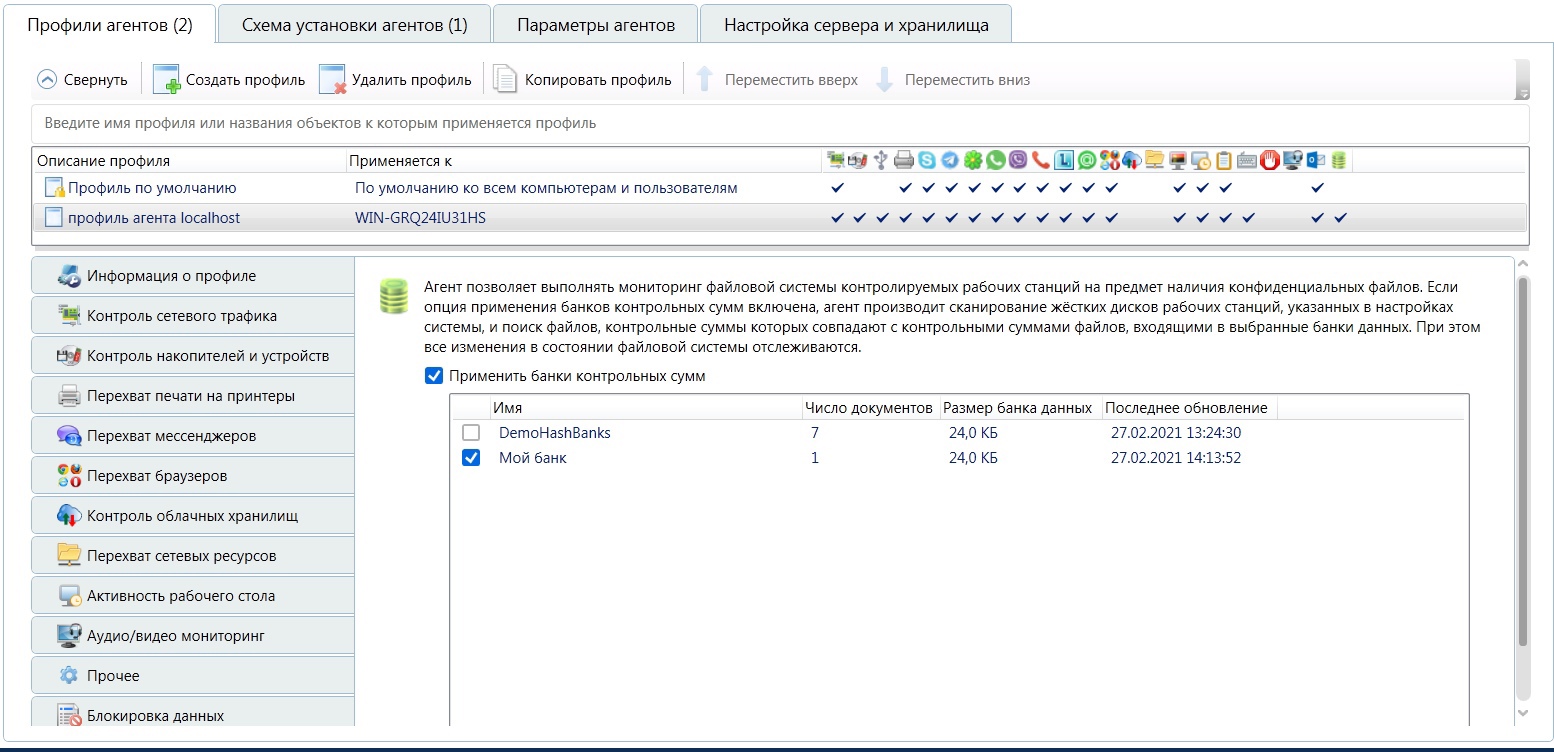 Профили агентов (2) Схема установки агентов (1) Параметры агентов Настройка сервера и хранилища
Свернуть Создать профиль Удалить профиль Копировать профиль Переместить вверх Переместить вниз
Введите имя профиля или названия объектов к которым применяется профиль
Описание профиля Применяется к
Профиль по умолчанию По умолчанию ко всем компьютерам и пользователям
профиль агента localhost WIN-GRQ24IU31HS
Информация о профиле
Контроль сетевого трафика
Контроль накопителей и устройств
Перехват печати на принтеры
Перехват мессенджеров
Перехват браузеров
Контроль облачных хранилищ
Перехват сетевых ресурсов
Активность рабочего стола
Аудио/видео мониторинг
Прочее
Блокировка данных
Агент позволяет выполнять мониторинг файловой системы контролируемых рабочих станций на предмет наличия конфиденциальных файлов. Если
опция применения банков контрольных сумм включена, агент производит сканирование жёстких дисков рабочих станций, указанных в настройках
системы, и поиск файлов, контрольные суммы которых совпадают с контрольными суммами файлов, входящими в выбранные банки данных. При этом
все изменения в состоянии файловой системы отслеживаются.
Применить банки контрольных сумм
Имя Число документов Размер банка данных Последнее обновление
DemoHashBanks 7 24,0 КБ 27.02.2021 13:24:30
Мой банк 1 24,0 КБ 27.02.2021 14:13:52